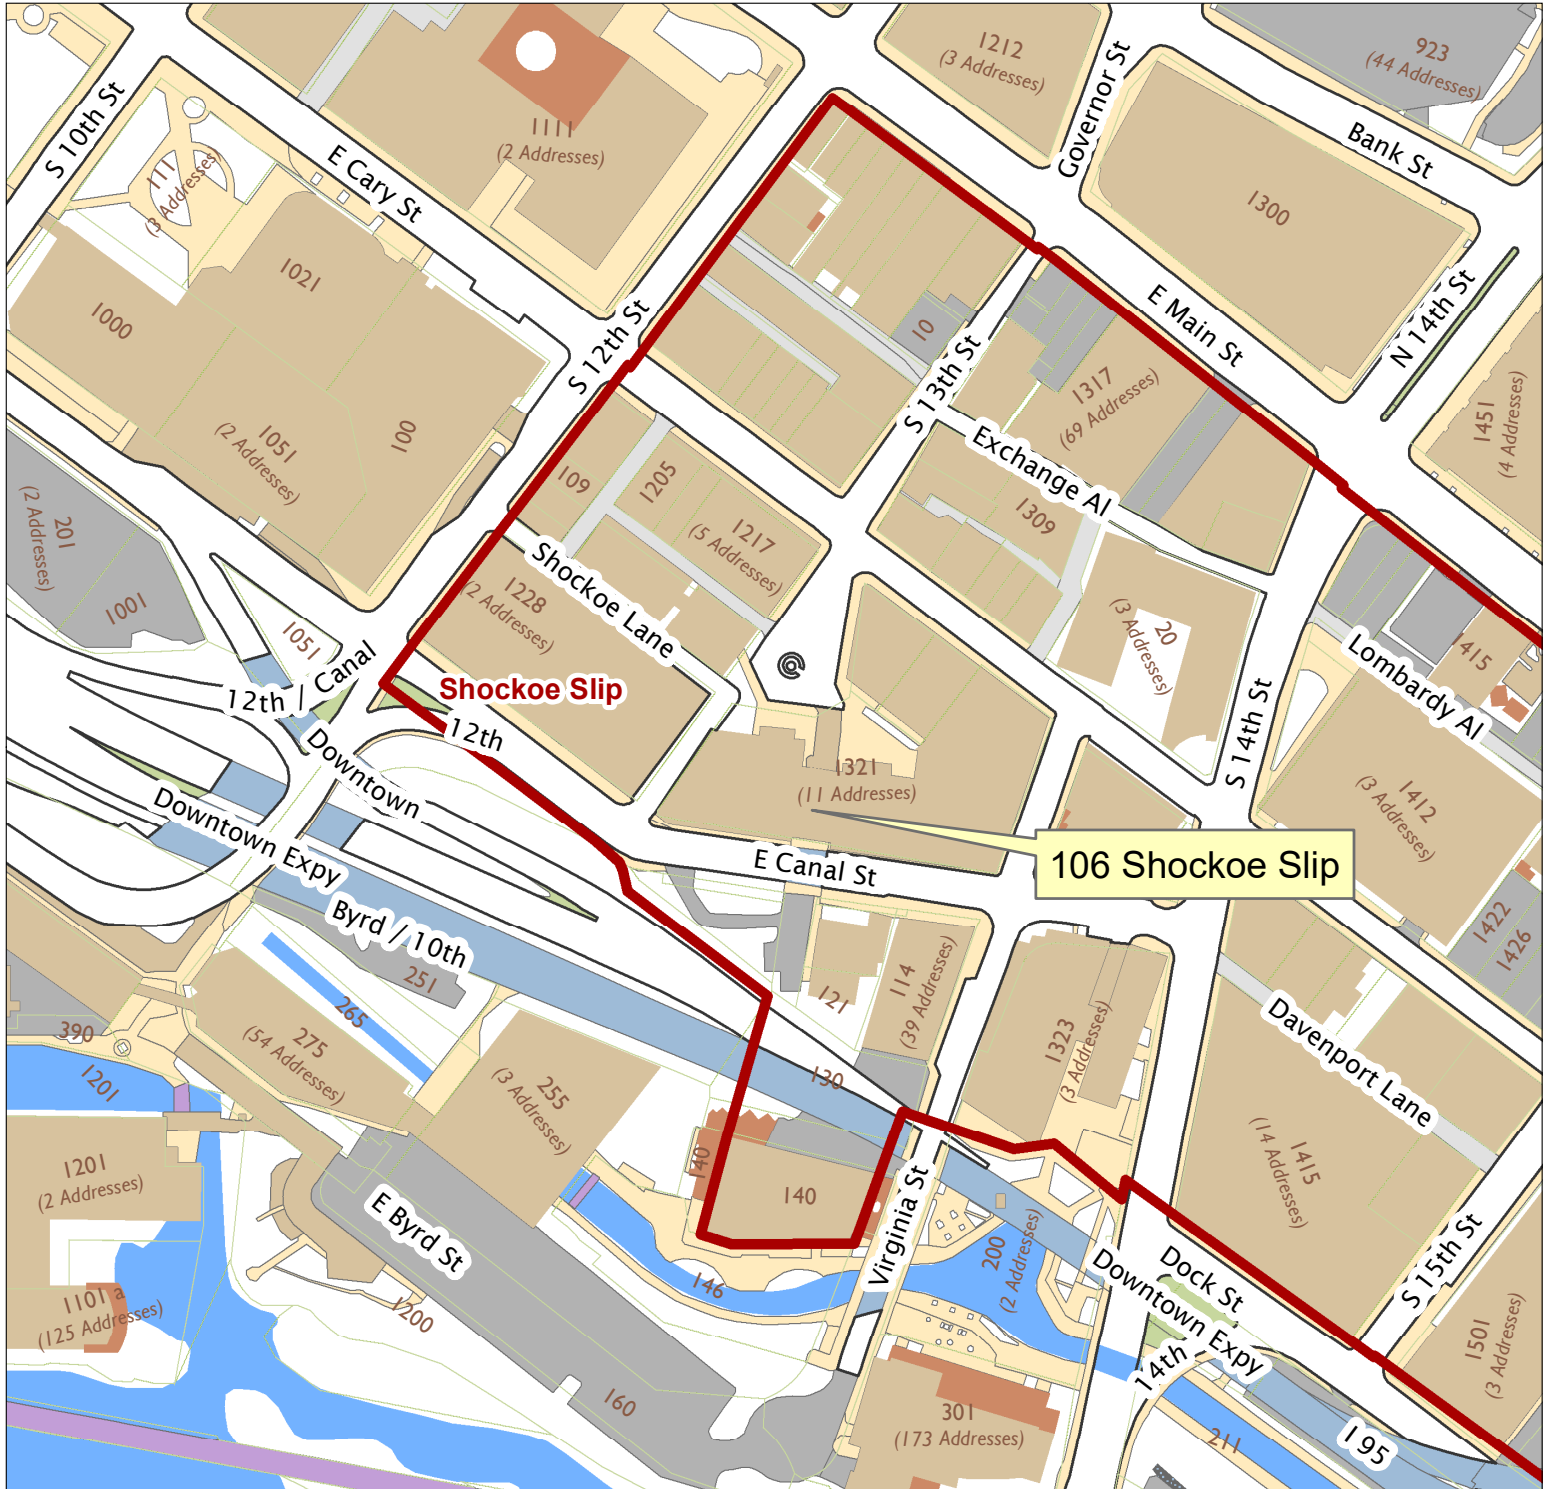 1212
(3 Addresses)
923
(44 Addresses)
Governor St
Bank St
S 10th St
1111
(2 Addresses)
E Cary St
111
(3 Addresses)
1300
1021
1000
S 12th St
10
E Main St
N 14th St
S 13th St
1317
(69 Addresses)
1451
(4 Addresses)
1051
(2 Addresses)
100
109
1205
1217
(5 Addresses)
Exchange Al
1309
201
(2 Addresses)
1001
Shockoe Lane
1228
(2 Addresses)
20
(3 Addresses)
1051
12th / Canal
Shockoe Slip
12th
Lombardy Al
1415
S 14th St
Downtown
1321
(11 Addresses)
1412
(3 Addresses)
Downtown Expy
106 Shockoe Slip
E Canal St
Byrd / 10th
251
265
121
114
(39 Addresses)
1422
1426
390
1201
275
(54 Addresses)
1323
(3 Addresses)
Davenport Lane
255
(3 Addresses)
130
1201
(2 Addresses)
140
140
1415
(14 Addresses)
E Byrd St
Virginia St
200
(2 Addresses)
146
Dock St
Downtown Expy
S 15th St
1101 a
(125 Addresses)
1200
14th
1501
(3 Addresses)
160
301
(173 Addresses)
211
I 95